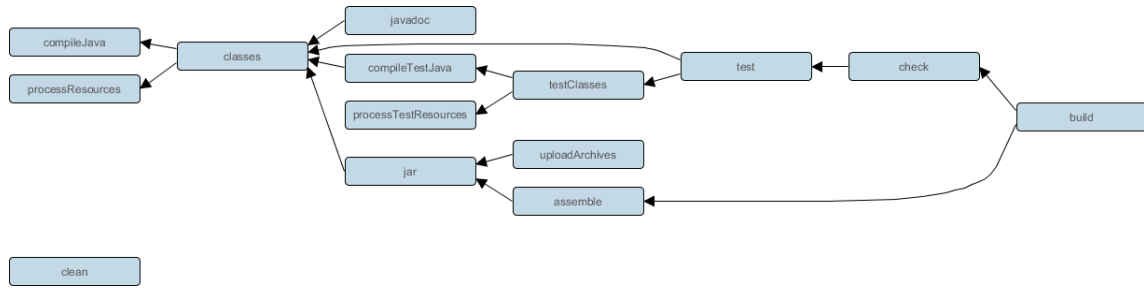 javadoc
compileJava
classes
compileTestJava
test
check
processResources
testClasses
processTestResources
build
uploadArchives
jar
assemble
clean